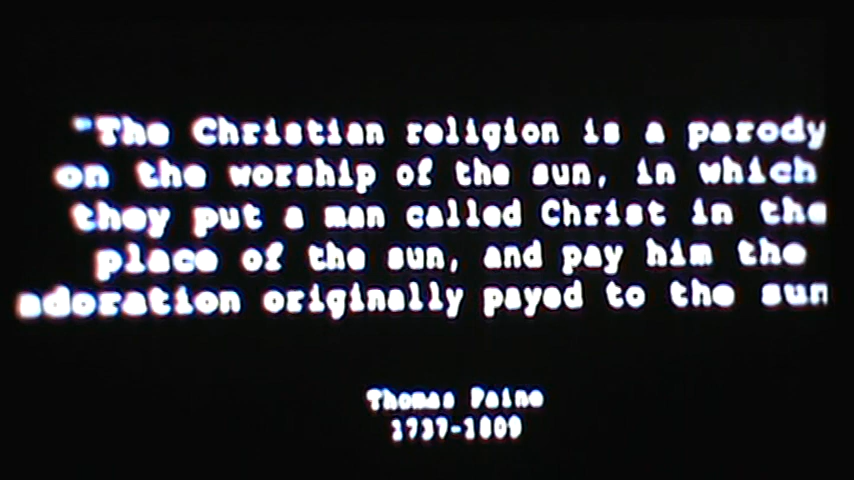 "The Christian religion is a parody
on the worship of the sun, in which
they put a man called Christ in the
place of the sun, and pay him the
adoration originally payed to the sun
Thomas Paine
1737-1809